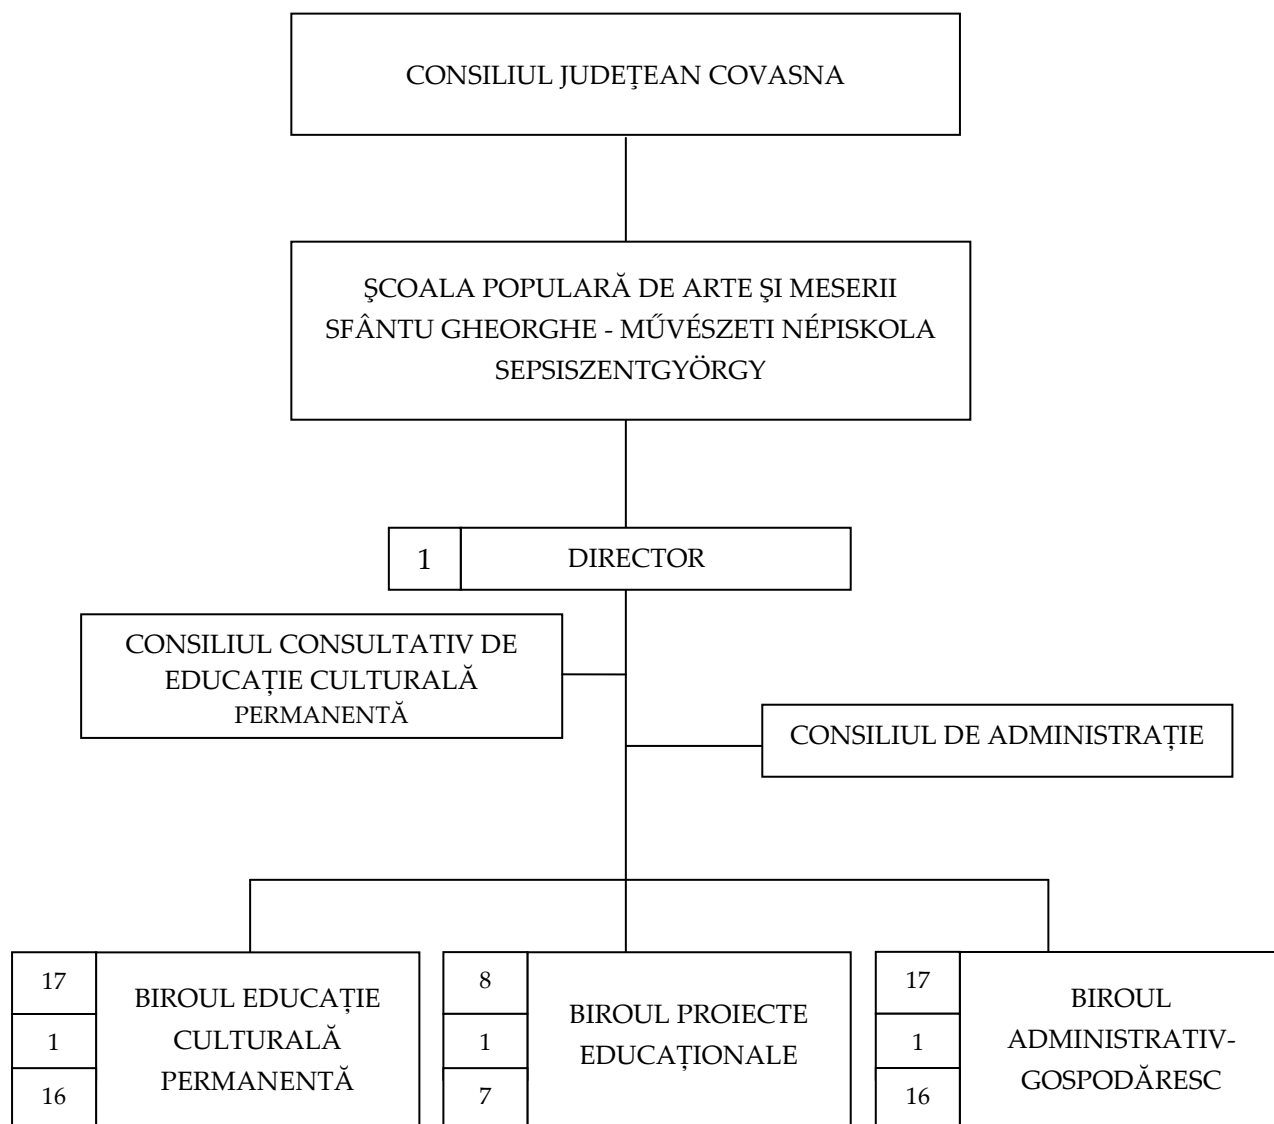 CONSILIUL JUDEŢEAN COVASNA
ŞCOALA POPULARĂ DE ARTE ŞI MESERII
SFÂNTU GHEORGHE - MŰVÉSZETI NÉPISKOLA
SEPSISZENTGYÖRGY
1
DIRECTOR
CONSILIUL CONSULTATIV DE
EDUCAȚIE CULTURALĂ
PERMANENTĂ
CONSILIUL DE ADMINISTRAȚIE
17
1
16
BIROUL EDUCAȚIE
CULTURALĂ
PERMANENTĂ
8
1
7
BIROUL PROIECTE
EDUCAȚIONALE
17
1
16
BIROUL
ADMINISTRATIV-
GOSPODĂRESC